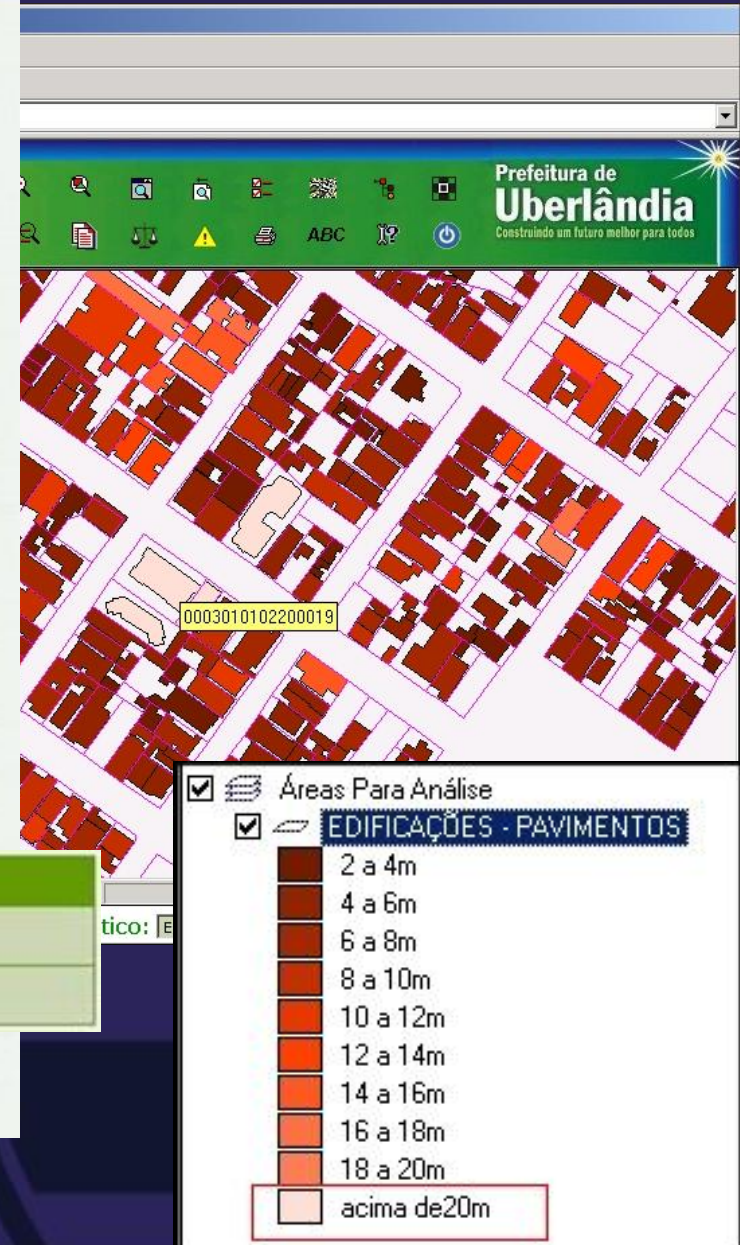 Prefeitura de
Uberlândia
Construindo um futuro melhor para todos
ABC
0003010102200019
Áreas Para Análise
EDIFICAÇÕES - PAVIMENTOS
2 a 4m
4 a 6m
6 a 8m
8 a 10m
10 a 12m
12 a 14m
14 a 16m
16 a 18m
18 a 20m
acima de20m
tico: E